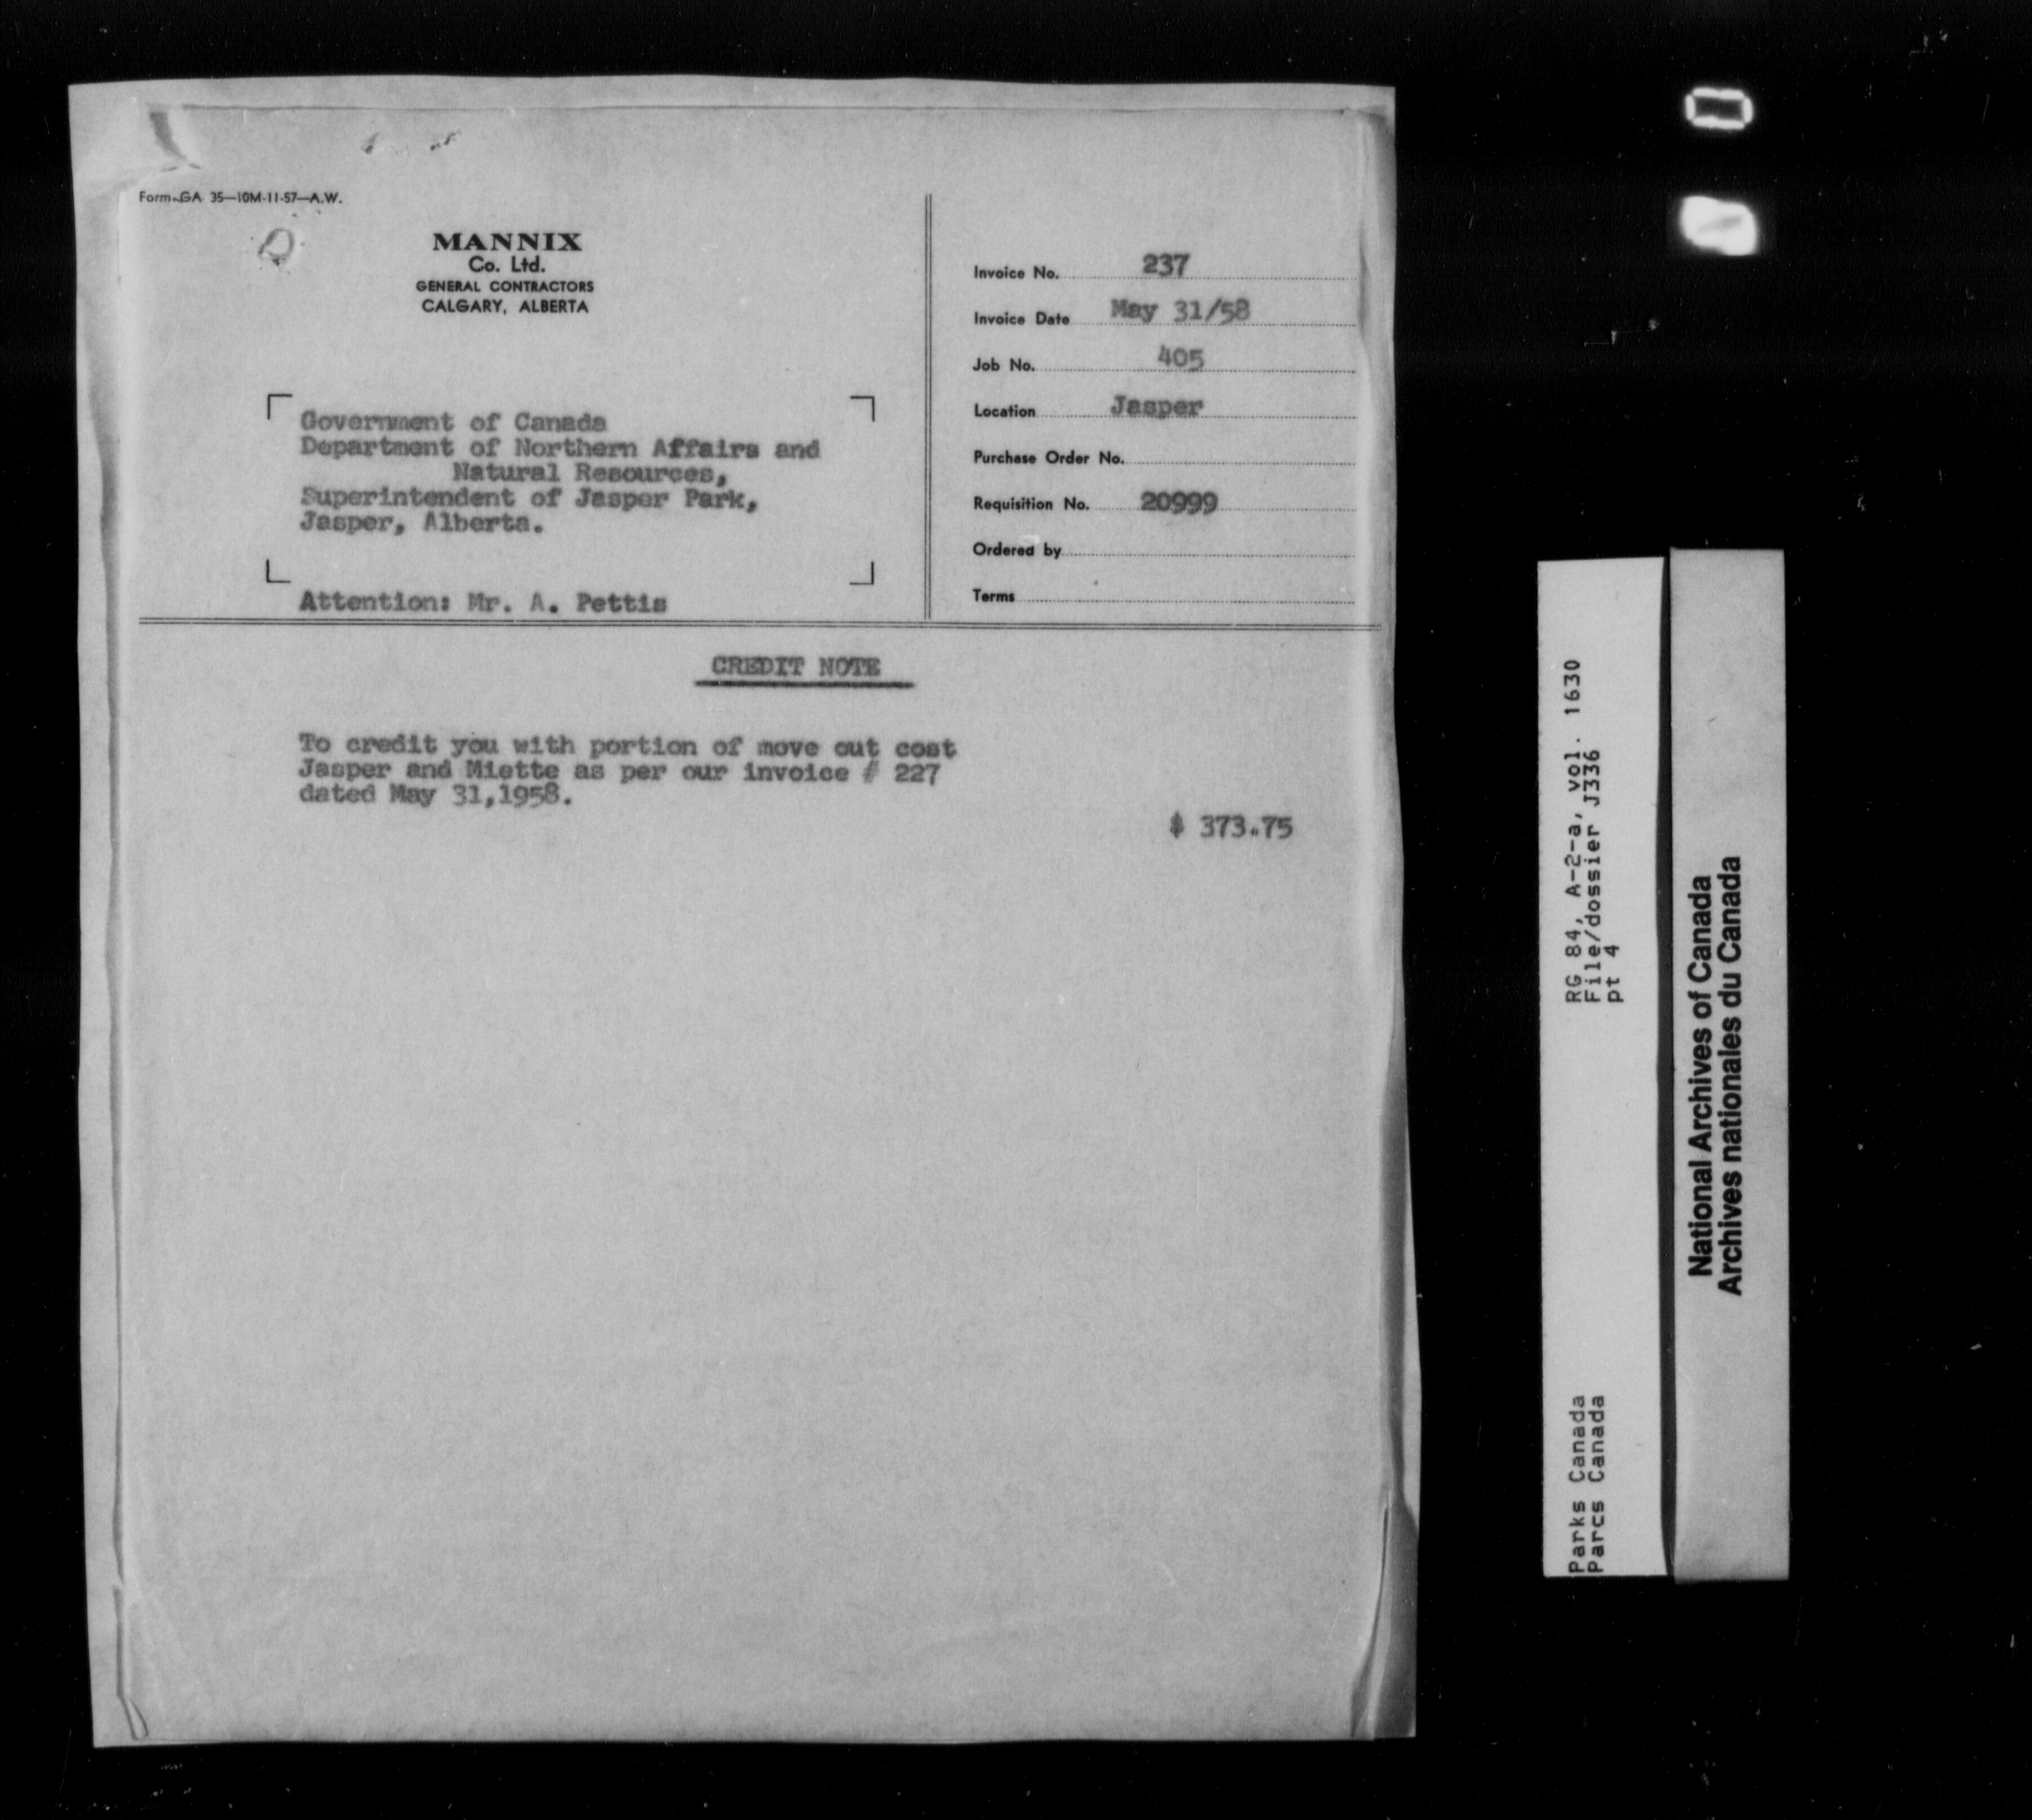 Form GA 35—10M-11-57—A.W.
MANNIX
Co. Ltd.
GENERAL CONTRACTORS
CALGARY, ALBERTA
Government of Canada
Department of Northern Affairs and
Natural Resources,
Superintendent of Jasper Park,
Jasper, Alberta.
Attention: Mr. A. Pettis
Invoice No. 237
Invoice Date May 31/58
Job No. 405
Location Jasper
Purchase Order No.
Requisition No. 20999
Ordered by
Terms
CREDIT NOTE
To credit you with portion of move out cost
Jasper and Miette as per our invoice # 227
dated May 31,1958.
$ 373.75
RG 84, A-2-a, vol. 1630
File/dossier J336
pt 4
Parks Canada
Parcs Canada
National Archives of Canada
Archives nationales du Canada